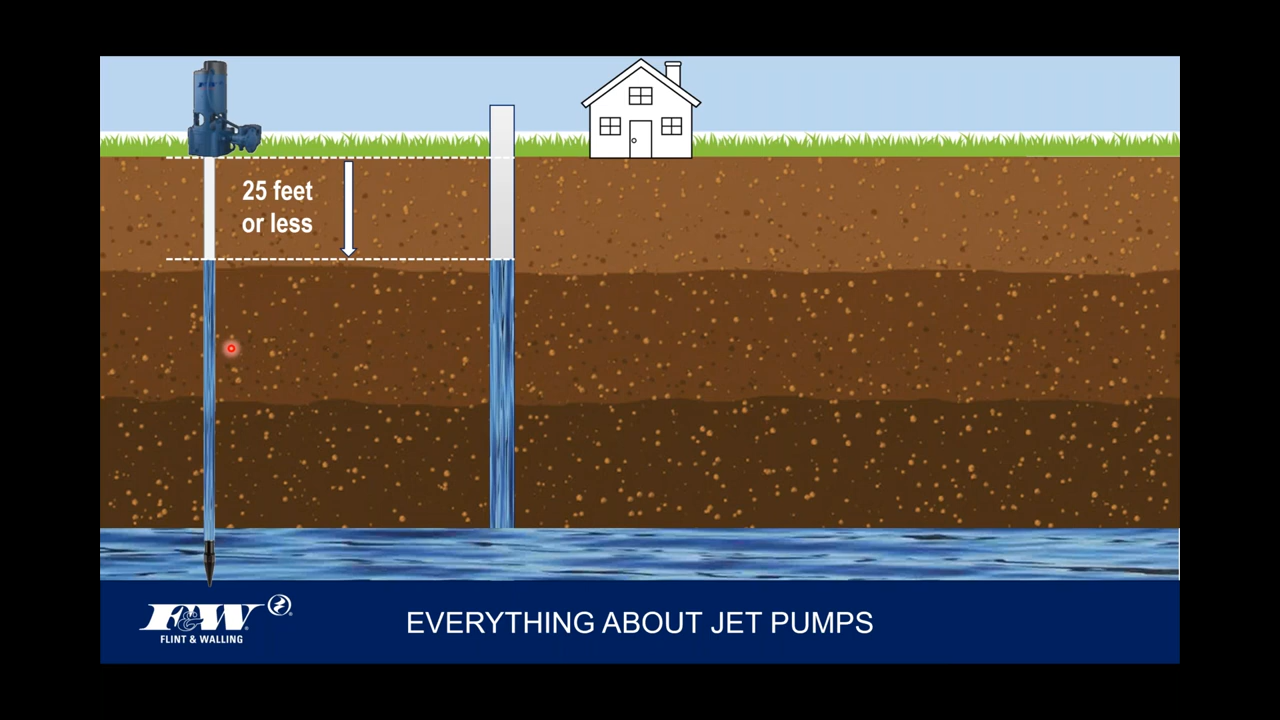 25 feet
or less
F&W
FLINT & WALLING
EVERYTHING ABOUT JET PUMPS